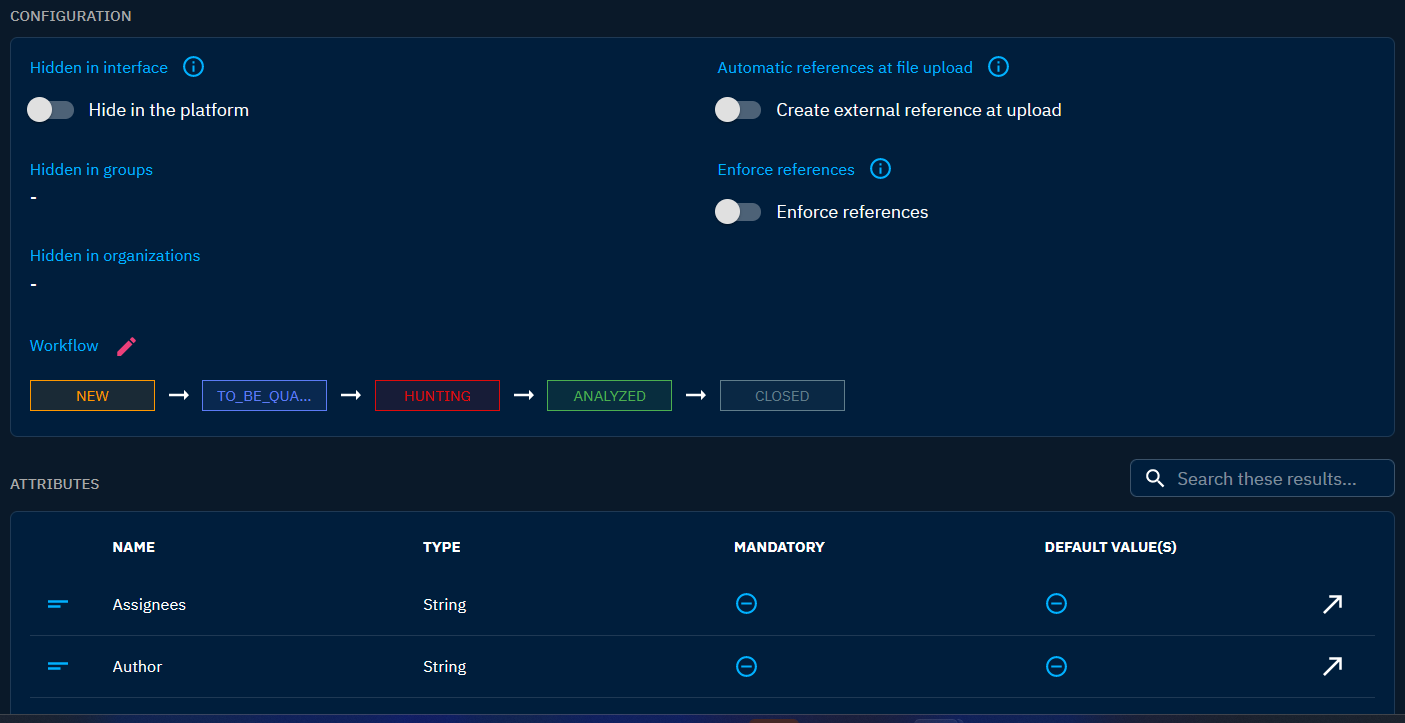 CONFIGURATION
Hidden in interface
Automatic references at file upload
Hide in the platform
Create external reference at upload
Hidden in groups
Enforce references
-
Enforce references
Hidden in organizations
-
Workflow
NEW TO_BE_QUA... HUNTING ANALYZED CLOSED
ATTRIBUTES
Search these results...
NAME TYPE MANDATORY DEFAULT VALUE(S)
Assignees String
Author String